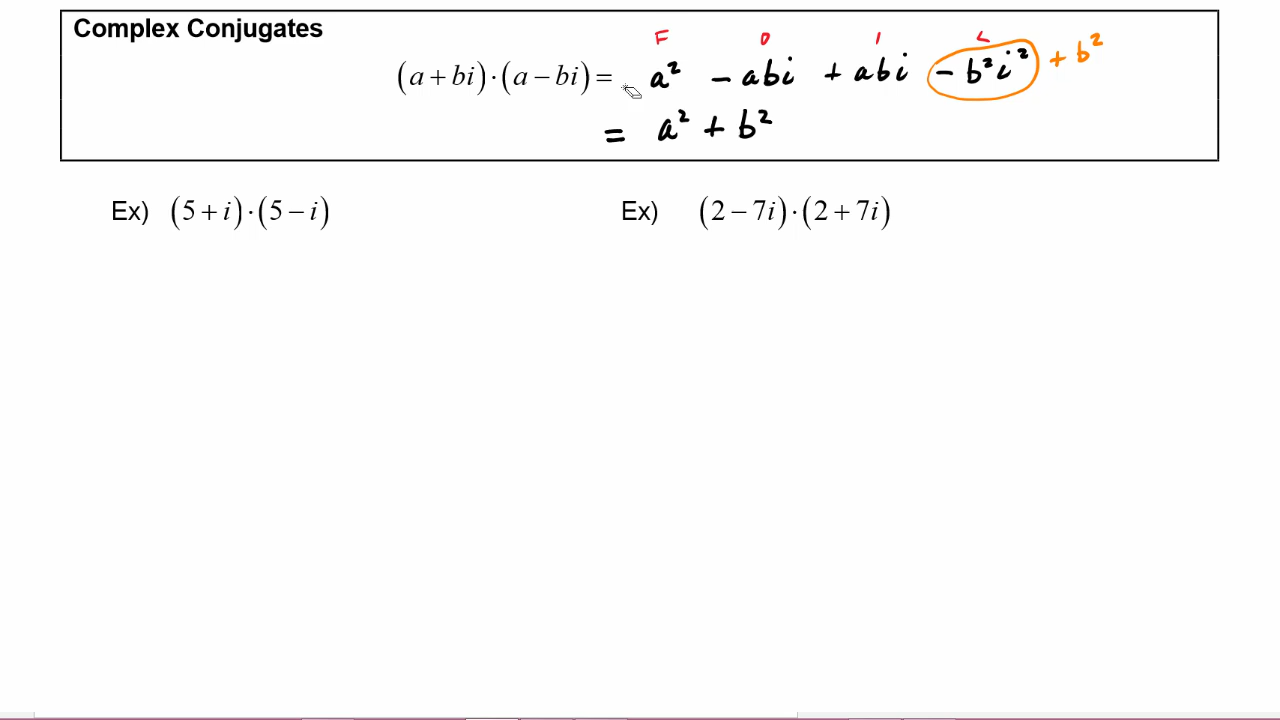 Complex Conjugates
F O I L
(a + bi) · (a − bi) = a² − abi + abi − b²i² + b²
= a² + b²
Ex) (5 + i) · (5 − i)
Ex) (2 − 7i) · (2 + 7i)